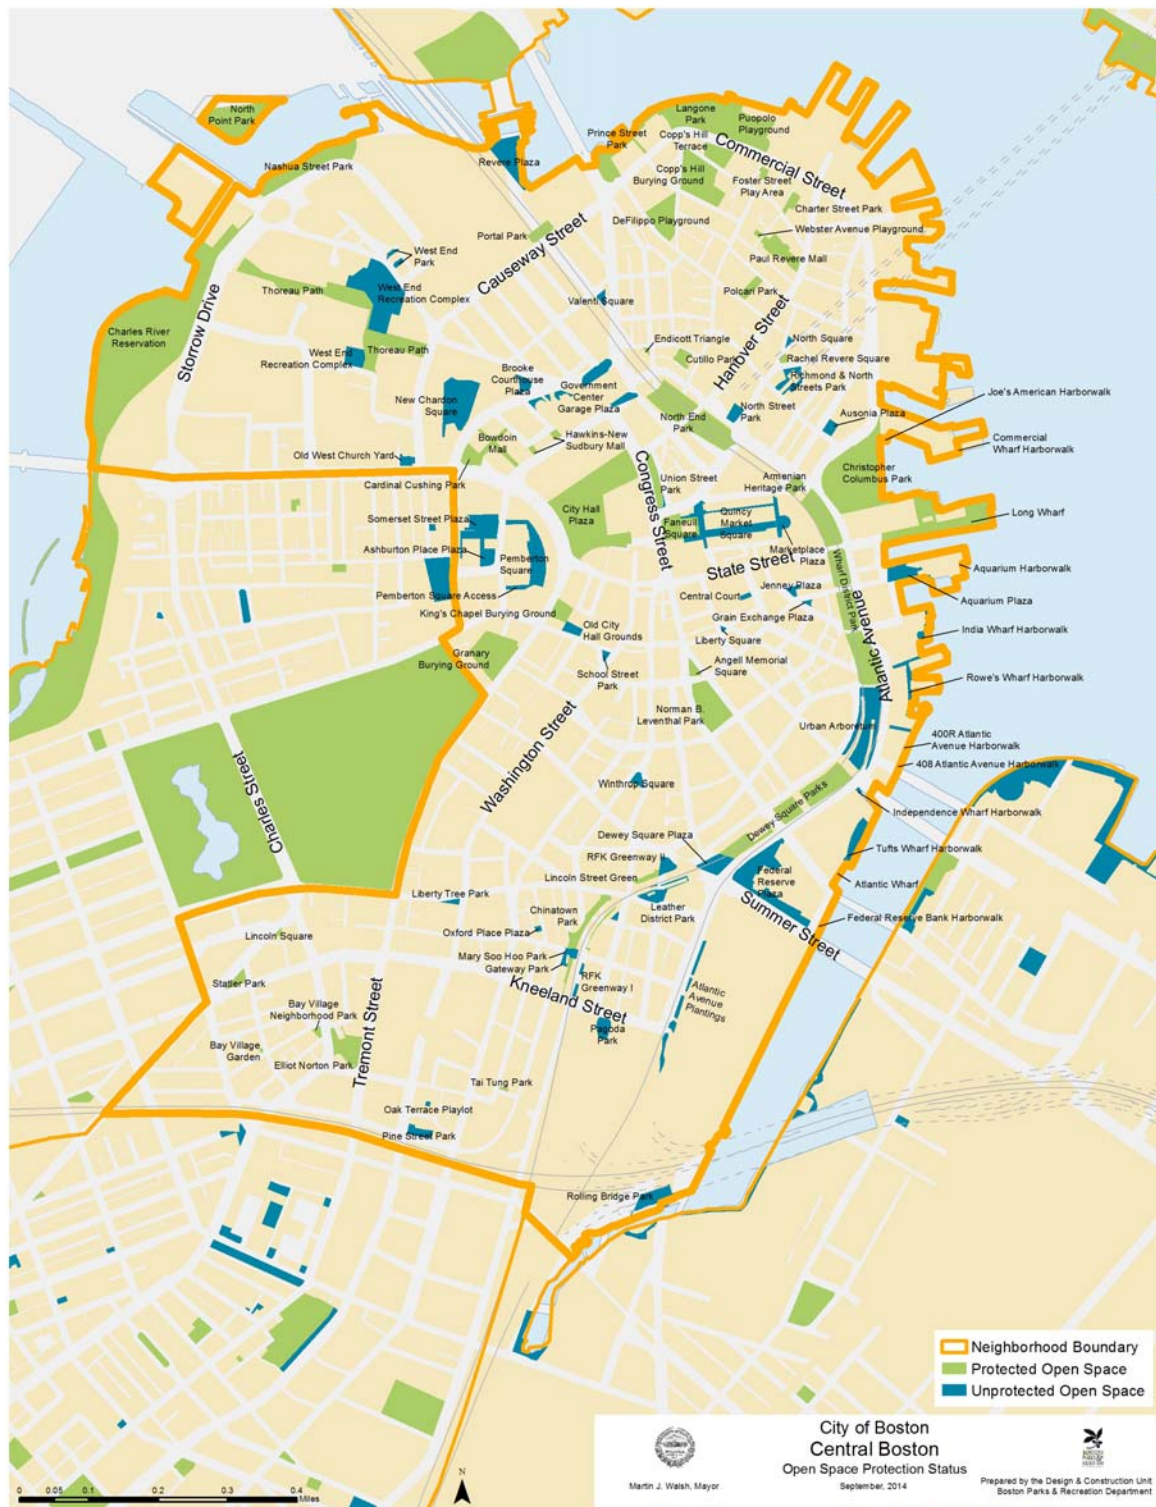 North
Point Park
Nashua Street Park
Revere Plaza
Prince Street
Park
Langone
Park
Puopolo
Playground
Copp's Hill
Terrace
Commercial Street
Copp's Hill
Burying Ground
Foster Street
Play Area
Charter Street Park
DeFilippo Playground
Webster Avenue Playground
Portal Park
Causeway Street
Paul Revere Mall
West End
Park
Thoreau Path
West End
Recreation Complex
Polcari Park
Valenti Square
Hanover Street
Storrow Drive
Charles River
Reservation
West End
Recreation Complex
Thoreau Path
Endicott Triangle
Cutillo Park
North Square
Rachel Revere Square
Richmond & North
Streets Park
Brooke
Courthouse
Plaza
Government
Center
Garage Plaza
New Chardon
Square
North End
Park
North Street
Park
Ausonia Plaza
Joe's American Harborwalk
Commercial
Wharf Harborwalk
Bowdoin
Mall
Hawkins-New
Sudbury Mall
Old West Church Yard
Cardinal Cushing Park
Congress Street
Union Street
Park
Armenian
Heritage Park
Christopher
Columbus Park
City Hall
Plaza
Long Wharf
Somerset Street Plaza
Faneuil
Square
Quincy
Market
Square
Ashburton Place Plaza
Pemberton
Square
Marketplace
Plaza
State Street
Wharf District Park
Aquarium Harborwalk
Pemberton Square Access
Central Court
Jenney Plaza
Aquarium Plaza
King's Chapel Burying Ground
Grain Exchange Plaza
Old City
Hall Grounds
Liberty Square
Atlantic Avenue
India Wharf Harborwalk
Granary
Burying Ground
School Street
Park
Angell Memorial
Square
Rowe's Wharf Harborwalk
Norman B.
Leventhal Park
Urban Arboretum
400R Atlantic
Avenue Harborwalk
Washington Street
408 Atlantic Avenue Harborwalk
Charles Street
Winthrop Square
Dewey Square Parks
Independence Wharf Harborwalk
Dewey Square Plaza
Tufts Wharf Harborwalk
RFK Greenway II
Lincoln Street Green
Federal
Reserve
Plaza
Atlantic Wharf
Liberty Tree Park
Chinatown
Park
Leather
District Park
Summer Street
Federal Reserve Bank Harborwalk
Lincoln Square
Oxford Place Plaza
Mary Soo Hoo Park
Gateway Park
Statler Park
Kneeland Street
RFK
Greenway I
Atlantic
Avenue
Plantings
Bay Village
Neighborhood Park
Tremont Street
Pagoda
Park
Bay Village
Garden
Elliot Norton Park
Tai Tung Park
Oak Terrace Playlot
Pine Street Park
Rolling Bridge Park
Neighborhood Boundary
Protected Open Space
Unprotected Open Space
City of Boston
Central Boston
Open Space Protection Status
September, 2014
Martin J. Walsh, Mayor
Prepared by the Design & Construction Unit
Boston Parks & Recreation Department
0 0.05 0.1 0.2 0.3 0.4
Miles
N